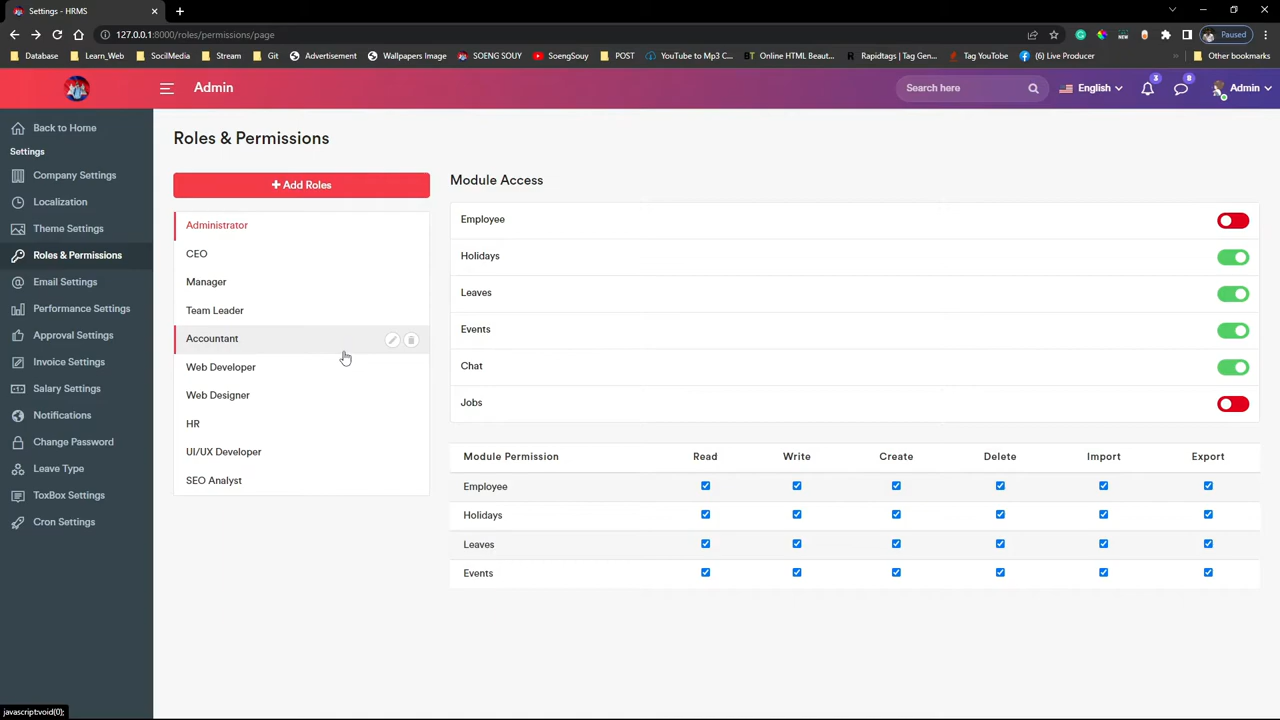 Settings - HRMS
127.0.0.1:8000/roles/permissions/page
Paused
Database
Learn_Web
SocilMedia
Stream
Git
Advertisement
Wallpapers Image
SOENG SOUY
SoengSouy
POST
YouTube to Mp3 C...
BT Online HTML Beaut...
Rapidtags | Tag Gen...
Tag YouTube
(6) Live Producer
Other bookmarks
Admin
Search here
English
3
8
Admin
Back to Home
Settings
Company Settings
Localization
Theme Settings
Roles & Permissions
Email Settings
Performance Settings
Approval Settings
Invoice Settings
Salary Settings
Notifications
Change Password
Leave Type
ToxBox Settings
Cron Settings
Roles & Permissions
+ Add Roles
Administrator
CEO
Manager
Team Leader
Accountant
Web Developer
Web Designer
HR
UI/UX Developer
SEO Analyst
Module Access
Employee
Holidays
Leaves
Events
Chat
Jobs
Module Permission Read Write Create Delete Import Export
Employee
Holidays
Leaves
Events
javascript:void(0);